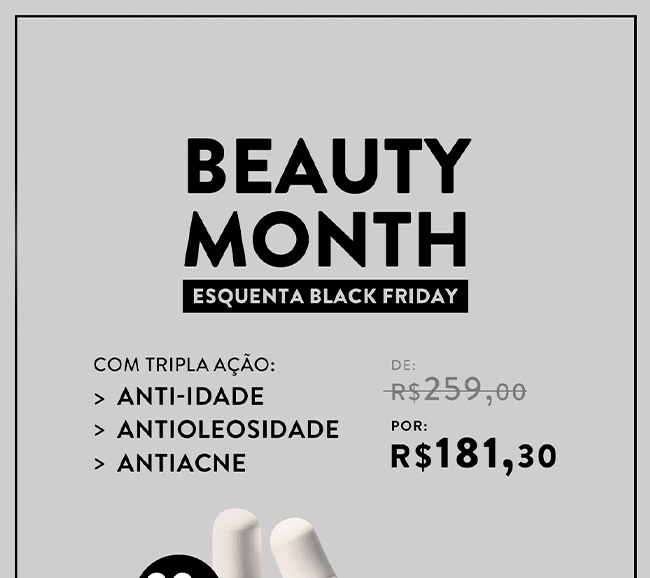 BEAUTY
MONTH
ESQUENTA BLACK FRIDAY
COM TRIPLA AÇÃO:
> ANTI-IDADE
> ANTIOLEOSIDADE
> ANTIACNE
DE:
R$259,00
POR:
R$181,30